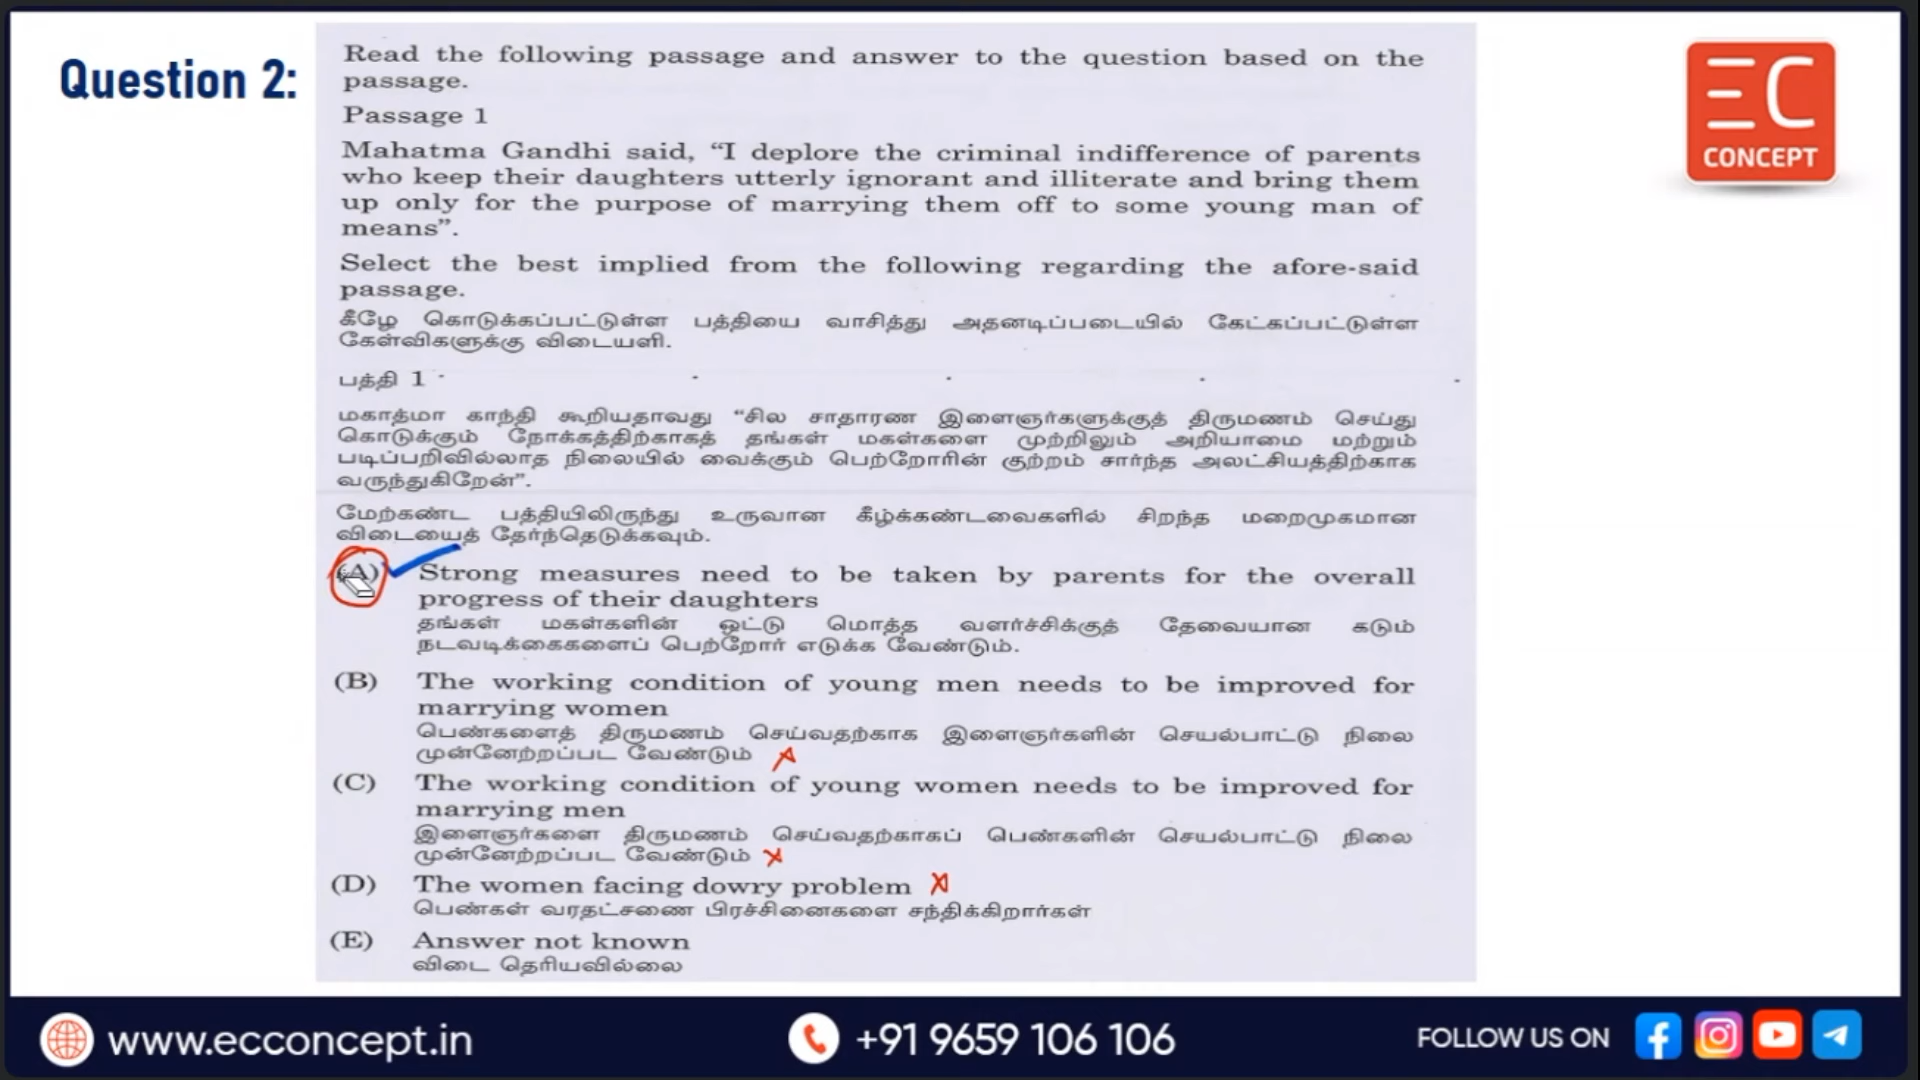 Question 2:
Read the following passage and answer to the question based on the
passage.
Passage 1
Mahatma Gandhi said, “I deplore the criminal indifference of parents
who keep their daughters utterly ignorant and illiterate and bring them
up only for the purpose of marrying them off to some young man of
means”.
Select the best implied from the following regarding the afore-said
passage.
கீழே கொடுக்கப்பட்டுள்ள பத்தியை வாசித்து அதனடிப்படையில் கேட்கப்பட்டுள்ள
கேள்விகளுக்கு விடையளி.
பத்தி 1
மகாத்மா காந்தி கூறியதாவது “சில சாதாரண இளைஞர்களுக்குத் திருமணம் செய்து
கொடுக்கும் நோக்கத்திற்காகத் தங்கள் மகள்களை முற்றிலும் அறியாமை மற்றும்
படிப்பறிவில்லாத நிலையில் வைக்கும் பெற்றோரின் குற்றம் சார்ந்த அலட்சியத்திற்காக
வருந்துகிறேன்”.
மேற்கண்ட பத்தியிலிருந்து உருவான கீழ்க்கண்டவைகளில் சிறந்த மறைமுகமான
விடையைத் தேர்ந்தெடுக்கவும்.
(A) Strong measures need to be taken by parents for the overall
progress of their daughters
தங்கள் மகள்களின் ஒட்டு மொத்த வளர்ச்சிக்குத் தேவையான கடும்
நடவடிக்கைகளைப் பெற்றோர் எடுக்க வேண்டும்.
(B) The working condition of young men needs to be improved for
marrying women
பெண்களைத் திருமணம் செய்வதற்காக இளைஞர்களின் செயல்பாட்டு நிலை
முன்னேற்றப்பட வேண்டும்
(C) The working condition of young women needs to be improved for
marrying men
இளைஞர்களை திருமணம் செய்வதற்காகப் பெண்களின் செயல்பாட்டு நிலை
முன்னேற்றப்பட வேண்டும்
(D) The women facing dowry problem
பெண்கள் வரதட்சணை பிரச்சினைகளை சந்திக்கிறார்கள்
(E) Answer not known
விடை தெரியவில்லை
EC
CONCEPT
www.ecconcept.in
+91 9659 106 106
FOLLOW US ON